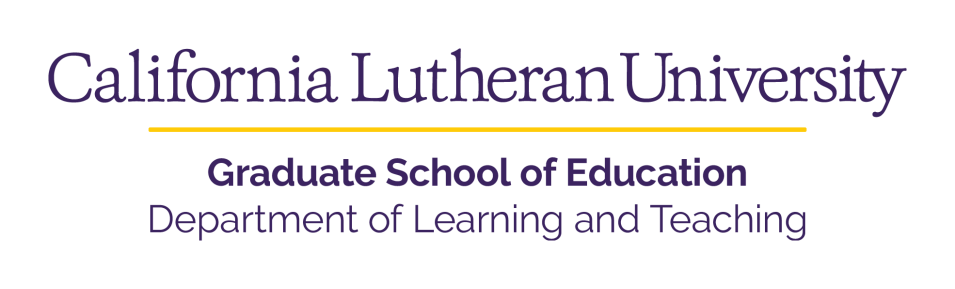 California Lutheran University
Graduate School of Education
Department of Learning and Teaching